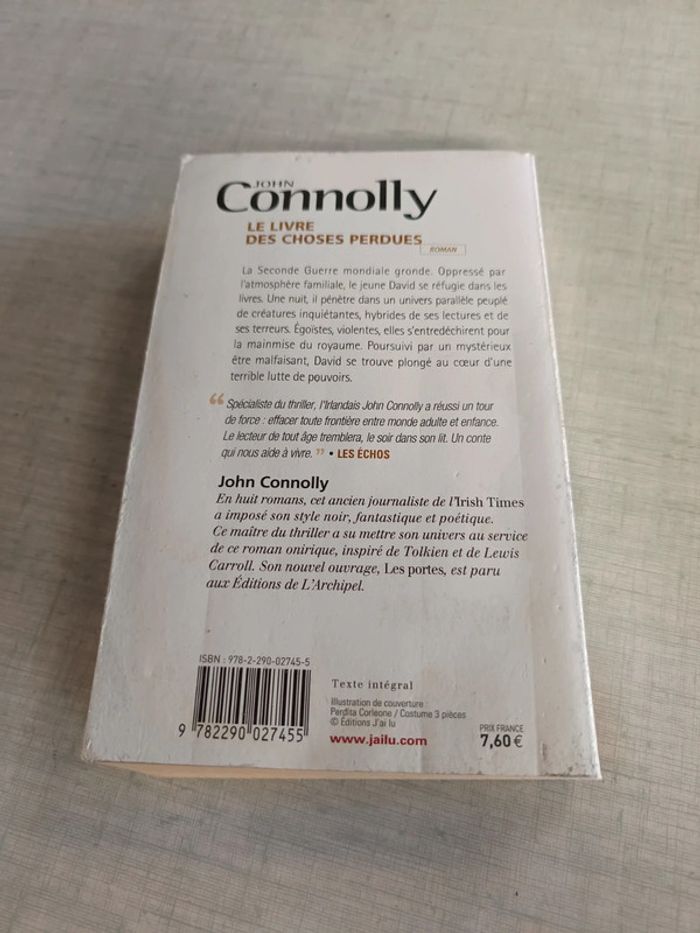 JOHN
Connolly
LE LIVRE
DES CHOSES PERDUES
ROMAN
La Seconde Guerre mondiale gronde. Oppressé par
l'atmosphère familiale, le jeune David se réfugie dans les
livres. Une nuit, il pénètre dans un univers parallèle peuplé
de créatures inquiétantes, hybrides de ses lectures et de
ses terreurs. Égoïstes, violentes, elles s'entredéchirent pour
la mainmise du royaume. Poursuivi par un mystérieux
être malfaisant, David se trouve plongé au cœur d'une
terrible lutte de pouvoirs.
“ Spécialiste du thriller, l'Irlandais John Connolly a réussi un tour
de force : effacer toute frontière entre monde adulte et enfance.
Le lecteur de tout âge tremblera, le soir dans son lit. Un conte
qui nous aide à vivre. ” • LES ÉCHOS
John Connolly
En huit romans, cet ancien journaliste de l'Irish Times
a imposé son style noir, fantastique et poétique.
Ce maître du thriller a su mettre son univers au service
de ce roman onirique, inspiré de Tolkien et de Lewis
Carroll. Son nouvel ouvrage, Les portes, est paru
aux Éditions de L'Archipel.
ISBN : 978-2-290-02745-5
9 782290 027455
Texte intégral
Illustration de couverture :
Perdita Corleone / Costume 3 pièces
© Éditions J'ai lu
www.jailu.com
PRIX FRANCE
7,60 €